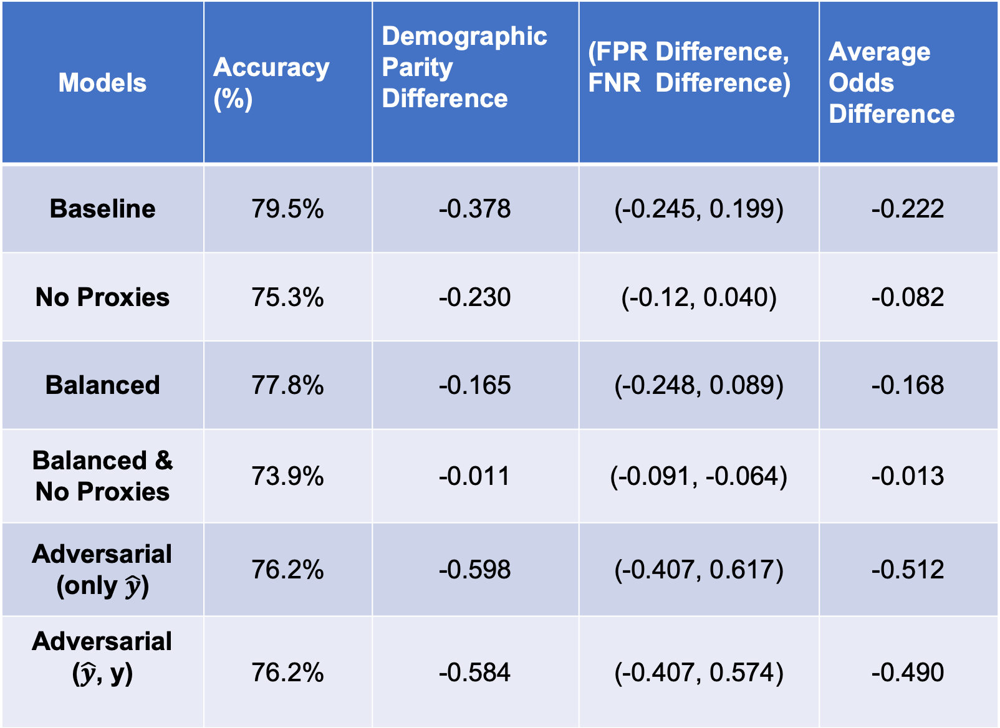 Models
Accuracy
(%)
Demographic
Parity
Difference
(FPR Difference,
FNR Difference)
Average
Odds
Difference
Baseline
79.5%
-0.378
(-0.245, 0.199)
-0.222
No Proxies
75.3%
-0.230
(-0.12, 0.040)
-0.082
Balanced
77.8%
-0.165
(-0.248, 0.089)
-0.168
Balanced &
No Proxies
73.9%
-0.011
(-0.091, -0.064)
-0.013
Adversarial
(only ŷ)
76.2%
-0.598
(-0.407, 0.617)
-0.512
Adversarial
(ŷ, y)
76.2%
-0.584
(-0.407, 0.574)
-0.490